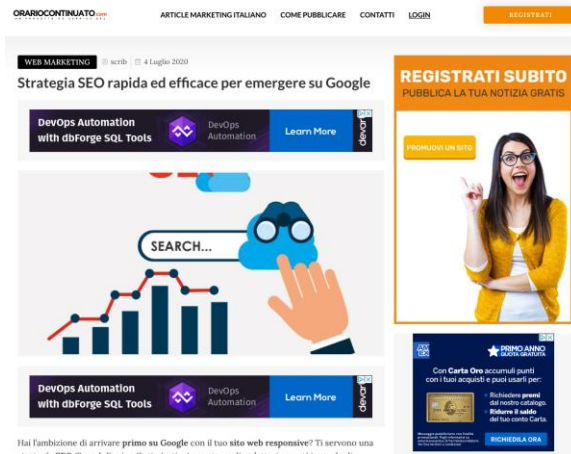 ORARIOCONTINUATO.com
ARTICLE MARKETING ITALIANO COME PUBBLICARE CONTATTI LOGIN
REGISTRATI
WEB MARKETING scrib 4 Luglio 2020
Strategia SEO rapida ed efficace per emergere su Google
DevOps Automation
with dbForge SQL Tools
DevOps
Automation
Learn More
devart
SEARCH...
DevOps Automation
with dbForge SQL Tools
DevOps
Automation
Learn More
devart
Hai l'ambizione di arrivare primo su Google con il tuo sito web responsive? Ti servono una
REGISTRATI SUBITO
PUBBLICA LA TUA NOTIZIA GRATIS
PROMUOVI UN SITO
PRIMO ANNO
QUOTA GRATUITA
Con Carta Oro accumuli punti
con i tuoi acquisti e puoi usarli per:
Richiedere premi
dal nostro catalogo.
Ridurre il saldo
del tuo conto Carta.
RICHIEDILA ORA